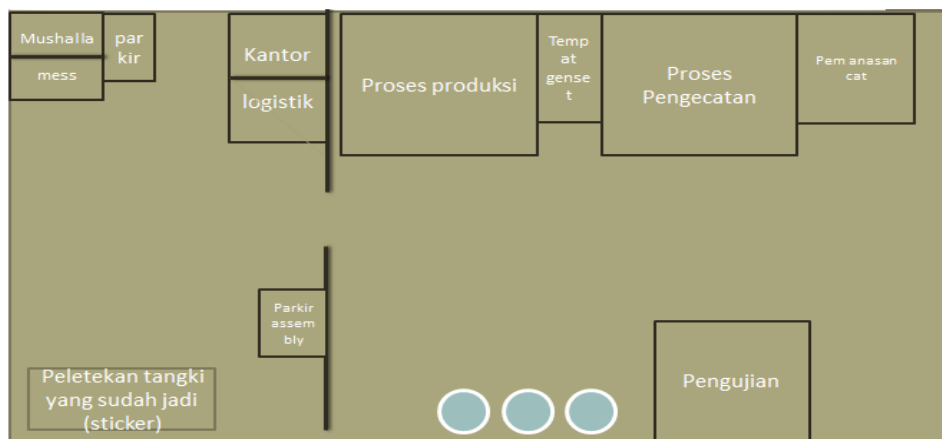 Mushalla
mess
par
kir
Kantor
logistik
Proses produksi
Temp
at
gense
t
Proses
Pengecatan
Pem anasan
cat
Parkir
assem
bly
Peletekan tangki
yang sudah jadi
(sticker)
Pengujian